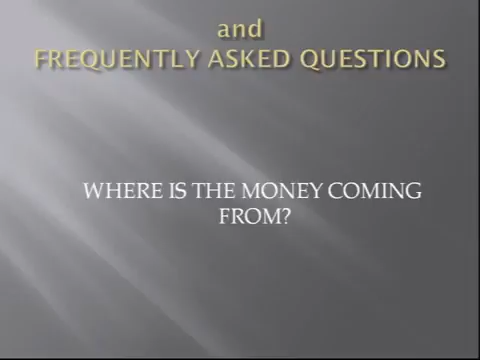 and
FREQUENTLY ASKED QUESTIONS
WHERE IS THE MONEY COMING
FROM?